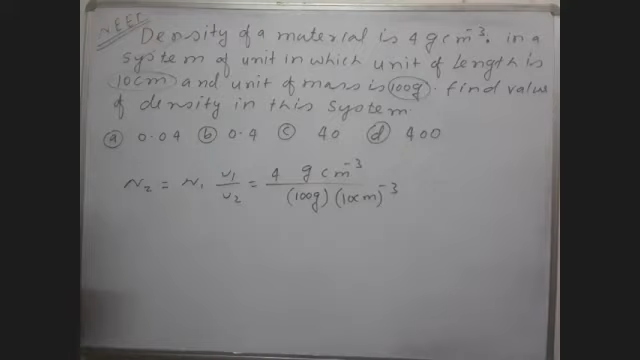 NEET
Density of a material is 4 g cm⁻³. in a
system of unit in which unit of length is
10cm and unit of mass is 100g. find value
of density in this system.
(a) 0.04 (b) 0.4 (c) 40 (d) 400
N₂ = N₁ u₁/u₂ = 4 g cm⁻³ / (100g) (10cm)⁻³